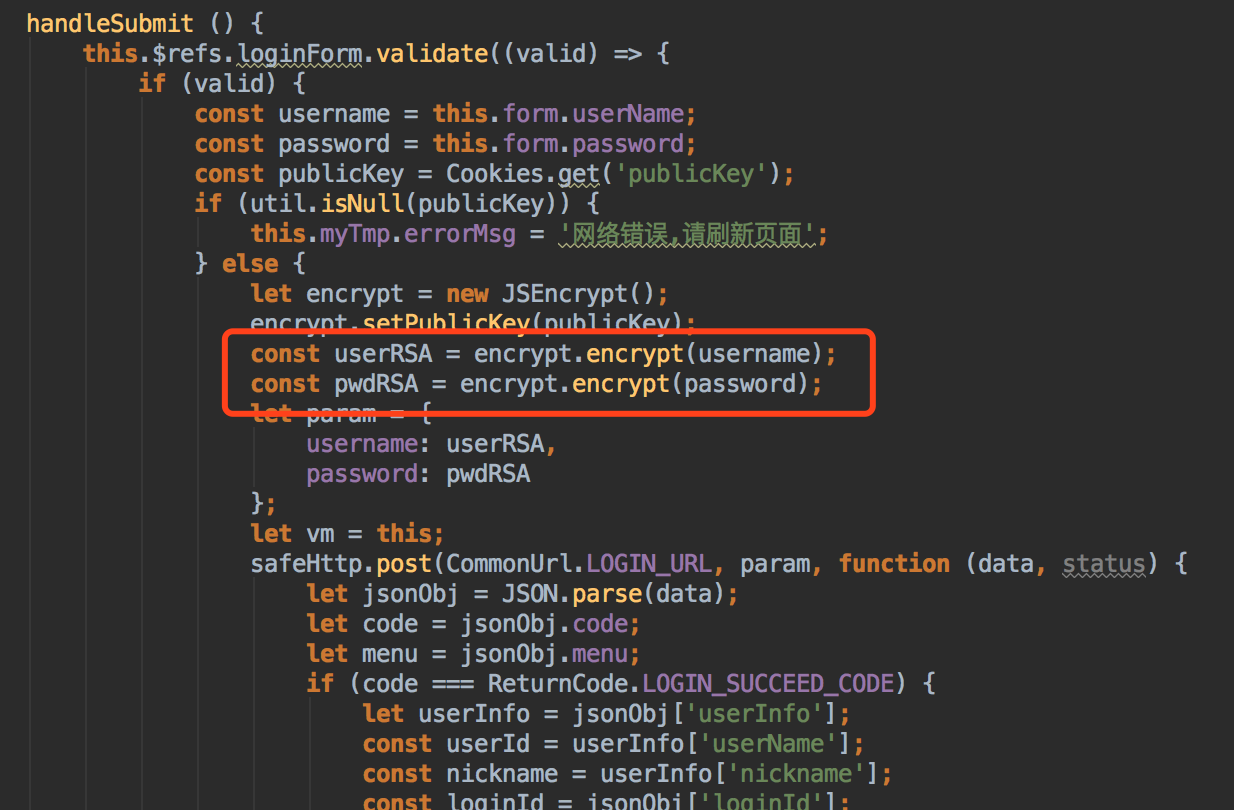 handleSubmit () {
this.$refs.loginForm.validate((valid) => {
if (valid) {
const username = this.form.userName;
const password = this.form.password;
const publicKey = Cookies.get('publicKey');
if (util.isNull(publicKey)) {
this.myTmp.errorMsg = '网络错误,请刷新页面';
} else {
let encrypt = new JSEncrypt();
encrypt.setPublicKey(publicKey);
const userRSA = encrypt.encrypt(username);
const pwdRSA = encrypt.encrypt(password);
let param = {
username: userRSA,
password: pwdRSA
};
let vm = this;
safeHttp.post(CommonUrl.LOGIN_URL, param, function (data, status) {
let jsonObj = JSON.parse(data);
let code = jsonObj.code;
let menu = jsonObj.menu;
if (code === ReturnCode.LOGIN_SUCCEED_CODE) {
let userInfo = jsonObj['userInfo'];
const userId = userInfo['userName'];
const nickname = userInfo['nickname'];
const loginId = jsonObj['loginId'];